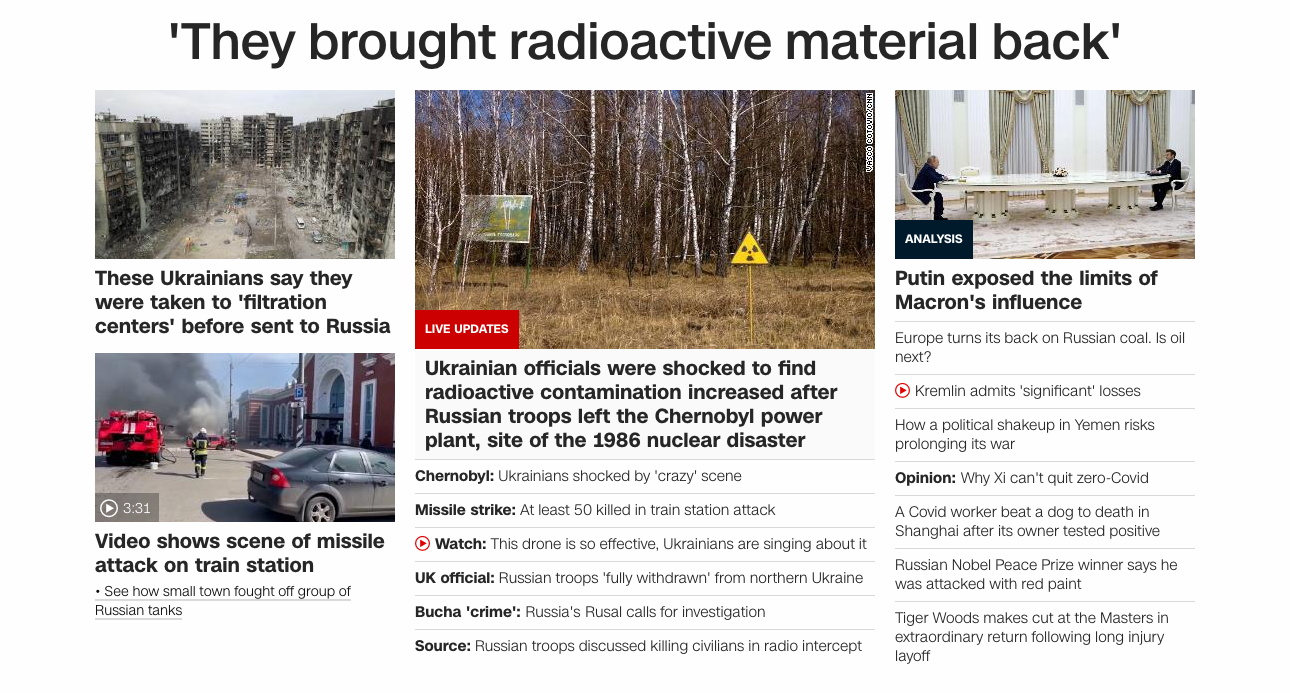 'They brought radioactive material back'
These Ukrainians say they
were taken to 'filtration
centers' before sent to Russia
3:31
Video shows scene of missile
attack on train station
• See how small town fought off group of
Russian tanks
VASCO COTOVIO/CNN
LIVE UPDATES
Ukrainian officials were shocked to find
radioactive contamination increased after
Russian troops left the Chernobyl power
plant, site of the 1986 nuclear disaster
Chernobyl: Ukrainians shocked by 'crazy' scene
Missile strike: At least 50 killed in train station attack
Watch: This drone is so effective, Ukrainians are singing about it
UK official: Russian troops 'fully withdrawn' from northern Ukraine
Bucha 'crime': Russia's Rusal calls for investigation
Source: Russian troops discussed killing civilians in radio intercept
ANALYSIS
Putin exposed the limits of
Macron's influence
Europe turns its back on Russian coal. Is oil
next?
Kremlin admits 'significant' losses
How a political shakeup in Yemen risks
prolonging its war
Opinion: Why Xi can't quit zero-Covid
A Covid worker beat a dog to death in
Shanghai after its owner tested positive
Russian Nobel Peace Prize winner says he
was attacked with red paint
Tiger Woods makes cut at the Masters in
extraordinary return following long injury
layoff